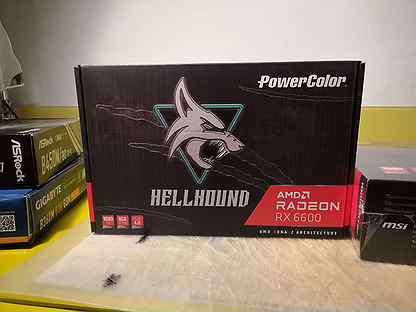 PowerColor
HELLHOUND
AMD
RADEON
RX 6600
AMD RDNA 2 ARCHITECTURE
ASRock
GIGABYTE
msi